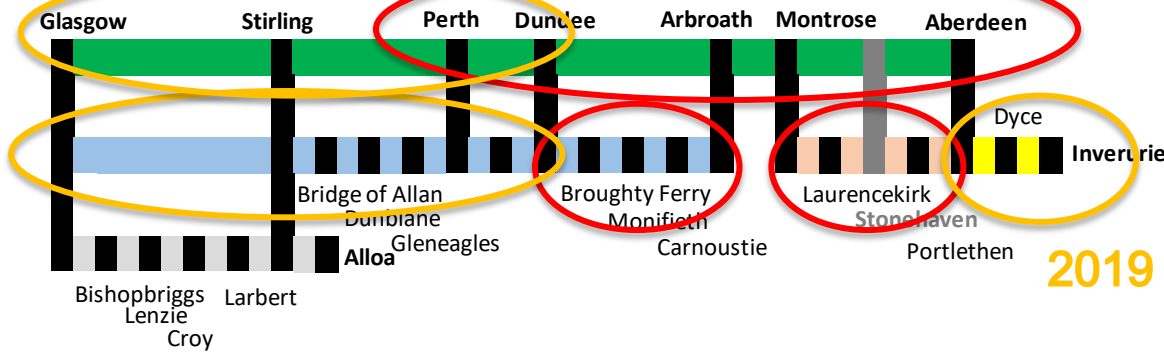 Glasgow
Stirling
Perth
Dundee
Arbroath
Montrose
Aberdeen
Dyce
Inverurie
Bridge of Allan
Dunblane
Gleneagles
Broughty Ferry
Monifieth
Carnoustie
Laurencekirk
Stonehaven
Portlethen
Alloa
2019
Bishopbriggs
Lenzie
Croy
Larbert